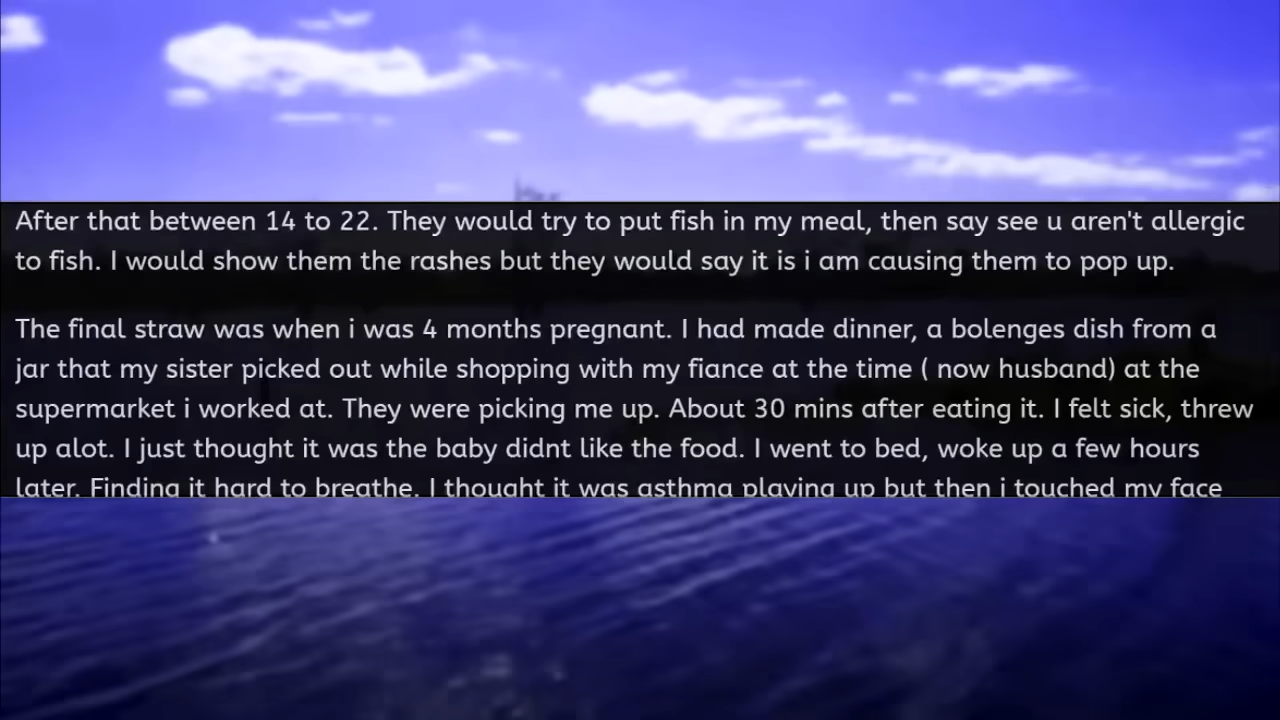 After that between 14 to 22. They would try to put fish in my meal, then say see u aren't allergic
to fish. I would show them the rashes but they would say it is i am causing them to pop up.
The final straw was when i was 4 months pregnant. I had made dinner, a bolenges dish from a
jar that my sister picked out while shopping with my fiance at the time ( now husband) at the
supermarket i worked at. They were picking me up. About 30 mins after eating it. I felt sick, threw
up alot. I just thought it was the baby didnt like the food. I went to bed, woke up a few hours
later. Finding it hard to breathe. I thought it was asthma playing up but then i touched my face